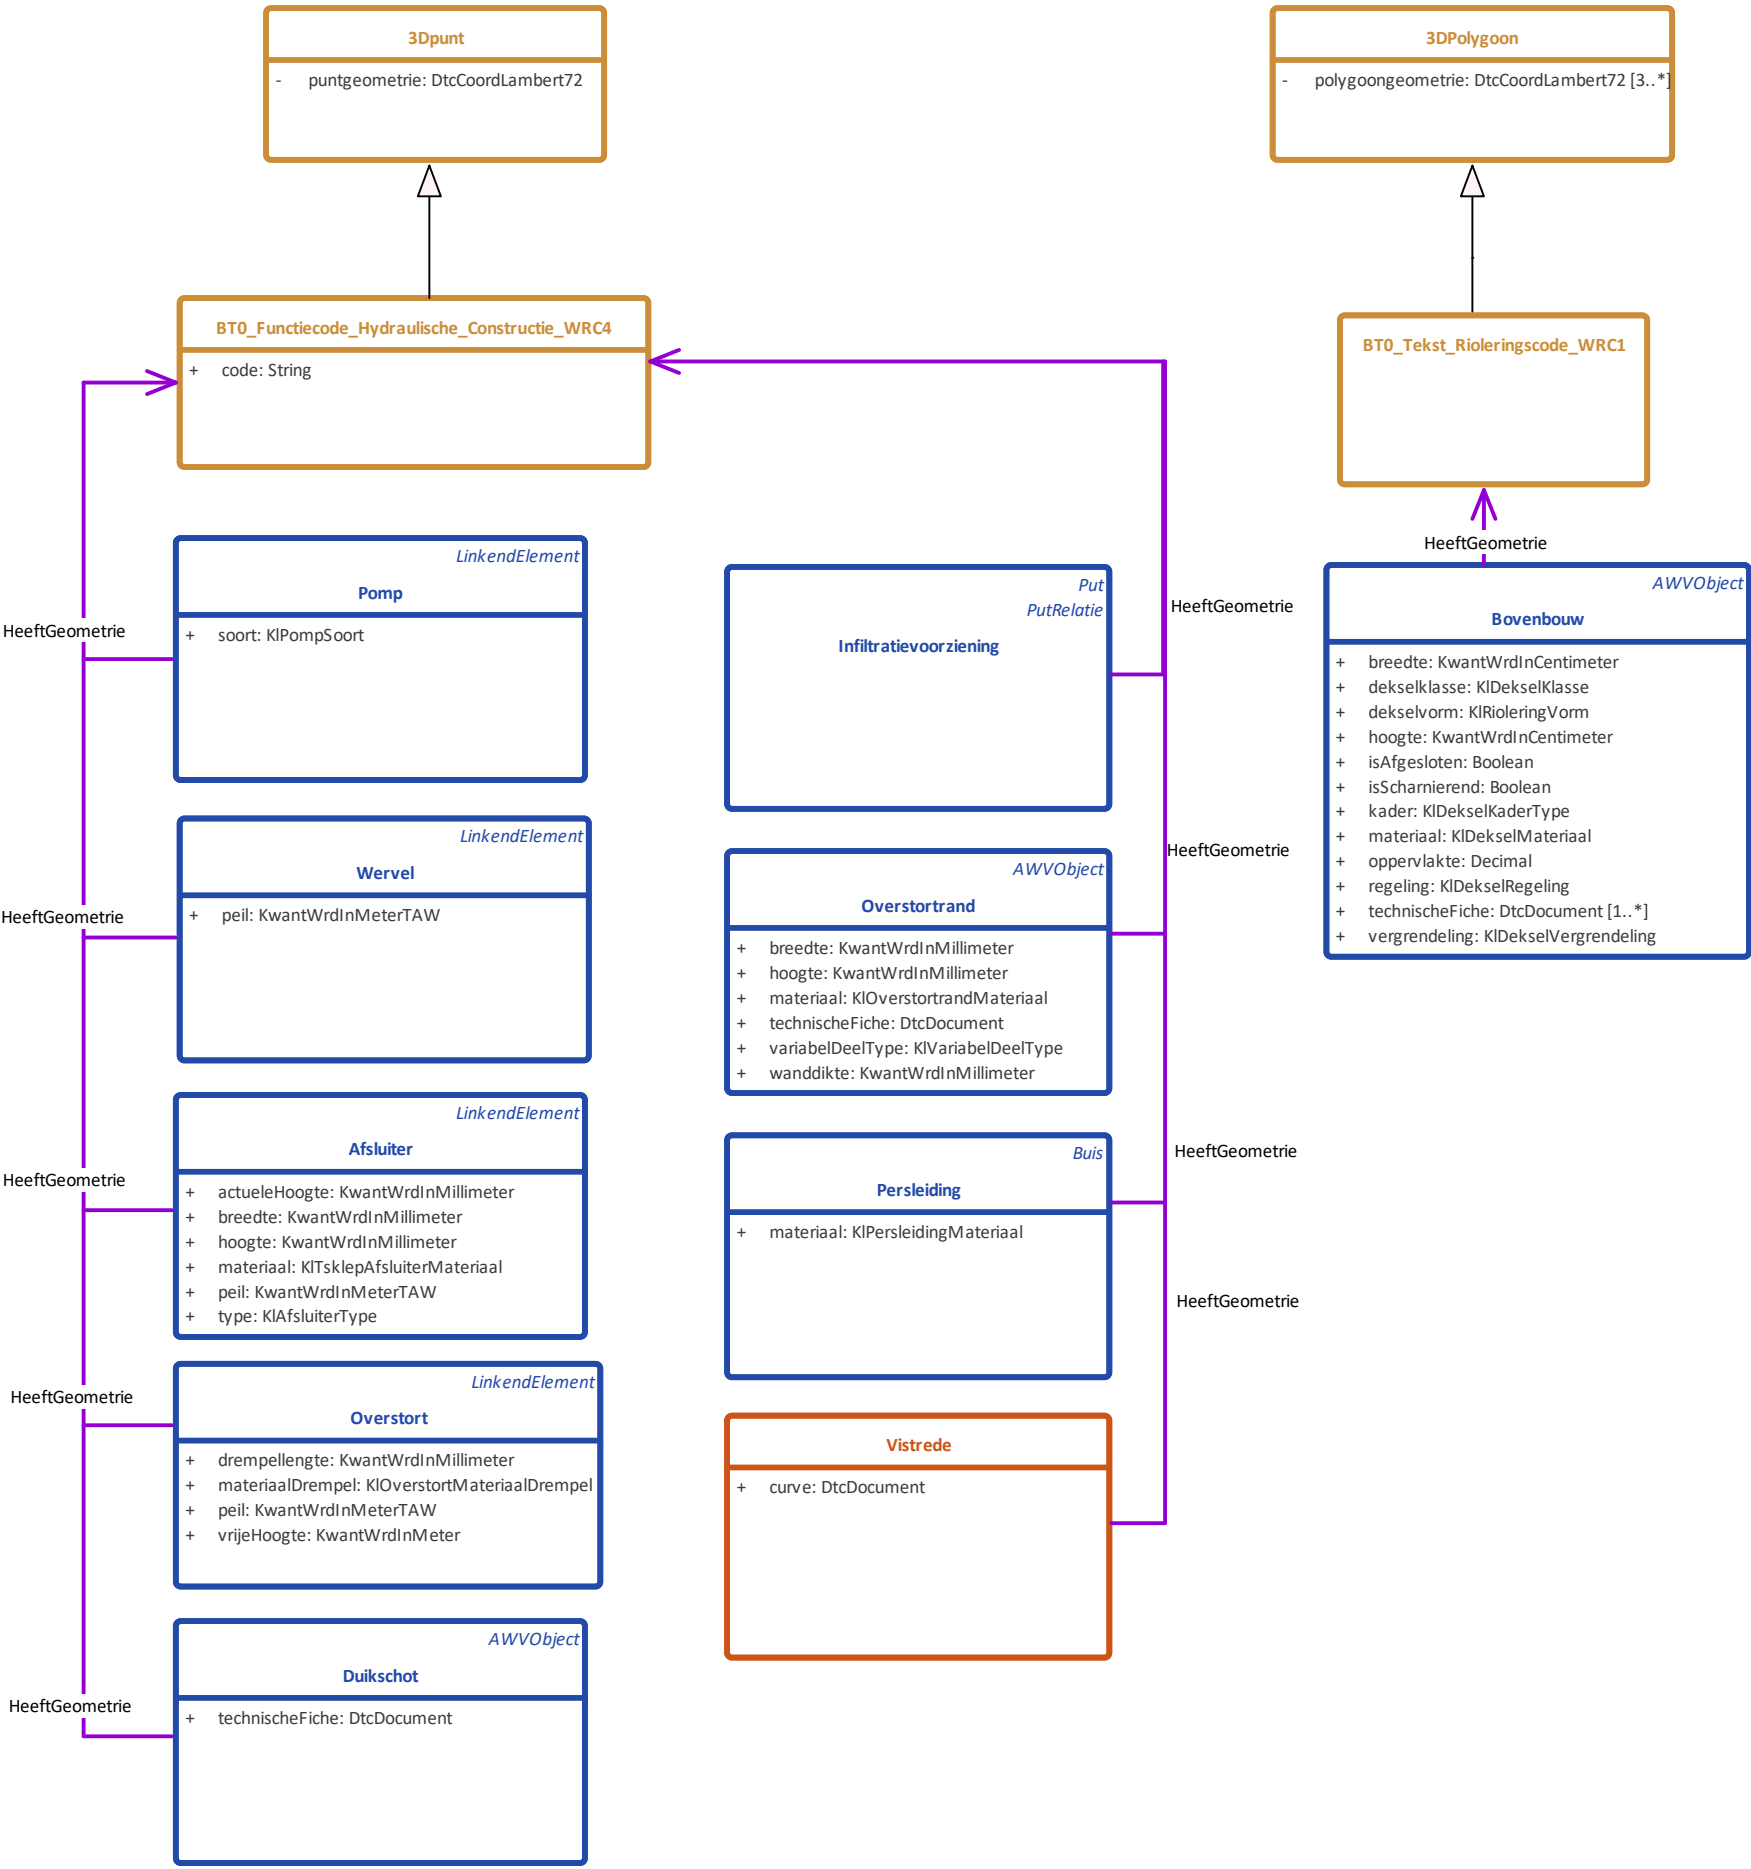 3Dpunt
- puntgeometrie: DtcCoordLambert72
3DPolygoon
- polygoongeometrie: DtcCoordLambert72 [3..*]
BT0_Functiecode_Hydraulische_Constructie_WRC4
+ code: String
BT0_Tekst_Rioleringscode_WRC1
HeeftGeometrie
LinkendElement
Pomp
+ soort: KlPompSoort
HeeftGeometrie
LinkendElement
Wervel
+ peil: KwantWrdInMeterTAW
HeeftGeometrie
LinkendElement
Afsluiter
+ actueleHoogte: KwantWrdInMillimeter
+ breedte: KwantWrdInMillimeter
+ hoogte: KwantWrdInMillimeter
+ materiaal: KlTsklepAfsluiterMateriaal
+ peil: KwantWrdInMeterTAW
+ type: KlAfsluiterType
HeeftGeometrie
LinkendElement
Overstort
+ drempellengte: KwantWrdInMillimeter
+ materiaalDrempel: KlOverstortMateriaalDrempel
+ peil: KwantWrdInMeterTAW
+ vrijeHoogte: KwantWrdInMeter
HeeftGeometrie
AWVObject
Duikschot
+ technischeFiche: DtcDocument
HeeftGeometrie
Put
PutRelatie
Infiltratievoorziening
HeeftGeometrie
AWVObject
Overstortrand
+ breedte: KwantWrdInMillimeter
+ hoogte: KwantWrdInMillimeter
+ materiaal: KlOverstortrandMateriaal
+ technischeFiche: DtcDocument
+ variabelDeelType: KlVariabelDeelType
+ wanddikte: KwantWrdInMillimeter
HeeftGeometrie
Buis
Persleiding
+ materiaal: KlPersleidingMateriaal
HeeftGeometrie
Vistrede
+ curve: DtcDocument
HeeftGeometrie
AWVObject
Bovenbouw
+ breedte: KwantWrdInCentimeter
+ dekselklasse: KlDekselKlasse
+ dekselvorm: KlRioleringVorm
+ hoogte: KwantWrdInCentimeter
+ isAfgesloten: Boolean
+ isScharnierend: Boolean
+ kader: KlDekselKaderType
+ materiaal: KlDekselMateriaal
+ oppervlakte: Decimal
+ regeling: KlDekselRegeling
+ technischeFiche: DtcDocument [1..*]
+ vergrendeling: KlDekselVergrendeling